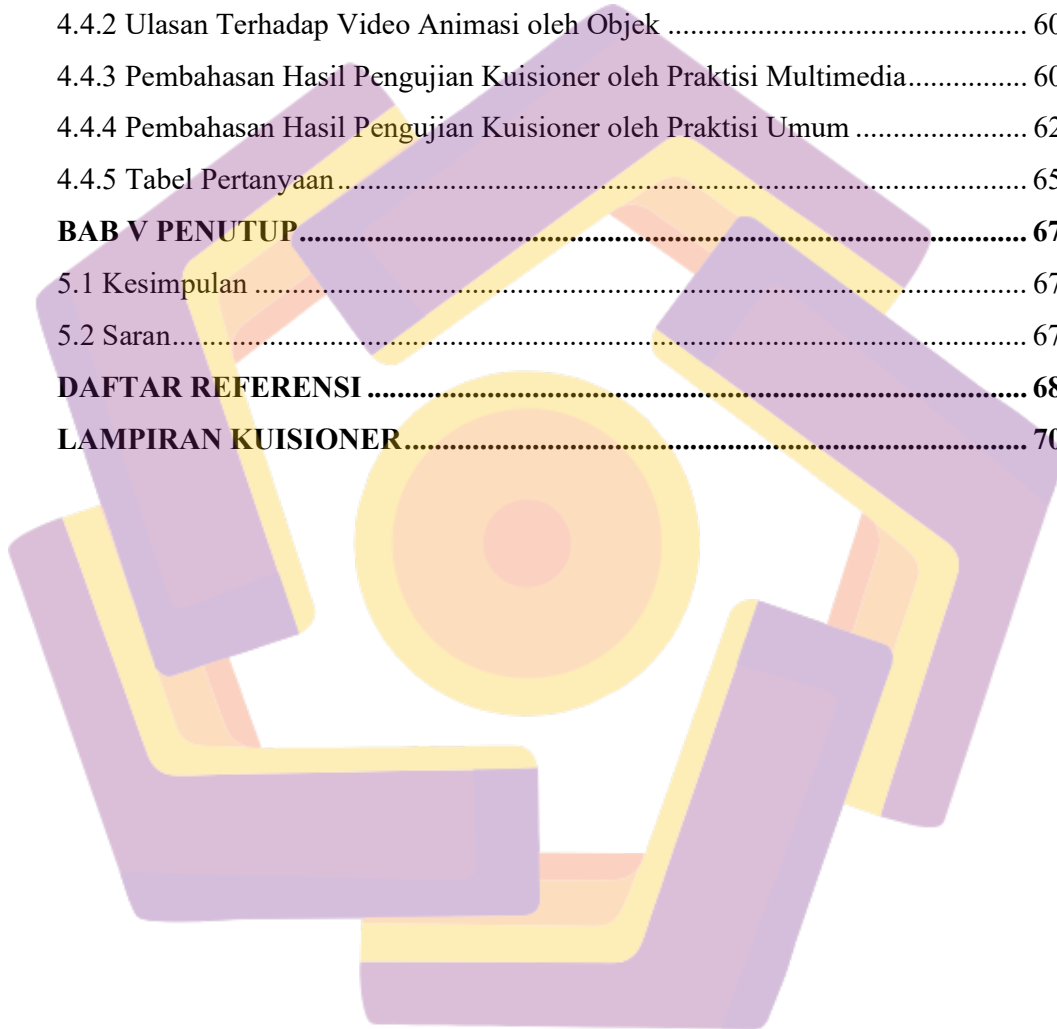 4.4.2 Ulasan Terhadap Video Animasi oleh Objek ................................................ 60
4.4.3 Pembahasan Hasil Pengujian Kuisioner oleh Praktisi Multimedia............... 60
4.4.4 Pembahasan Hasil Pengujian Kuisioner oleh Praktisi Umum ...................... 62
4.4.5 Tabel Pertanyaan............................................................................................ 65
BAB V PENUTUP................................................................................................. 67
5.1 Kesimpulan ....................................................................................................... 67
5.2 Saran.................................................................................................................. 67
DAFTAR REFERENSI ........................................................................................ 68
LAMPIRAN KUISIONER................................................................................... 70